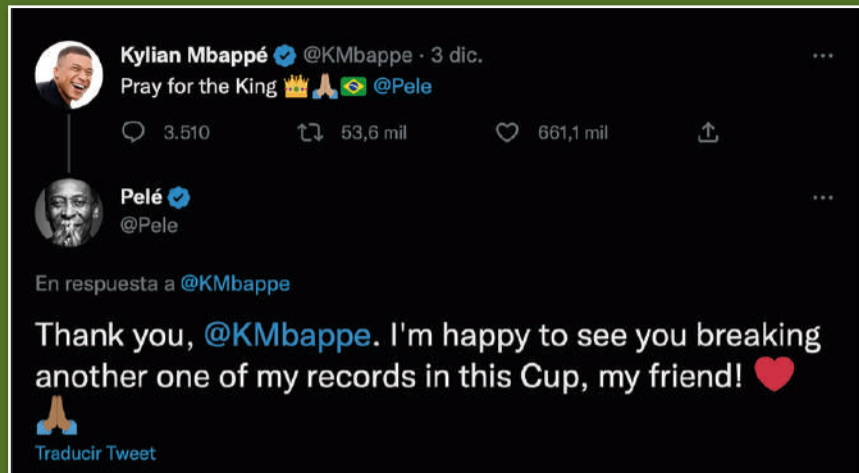 Kylian Mbappé @KMbappe · 3 dic.
Pray for the King 👑🙏🏽🇧🇷 @Pele
3.510 53,6 mil 661,1 mil
Pelé
@Pele
En respuesta a @KMbappe
Thank you, @KMbappe. I'm happy to see you breaking
another one of my records in this Cup, my friend! ❤️
🙏🏾
Traducir Tweet